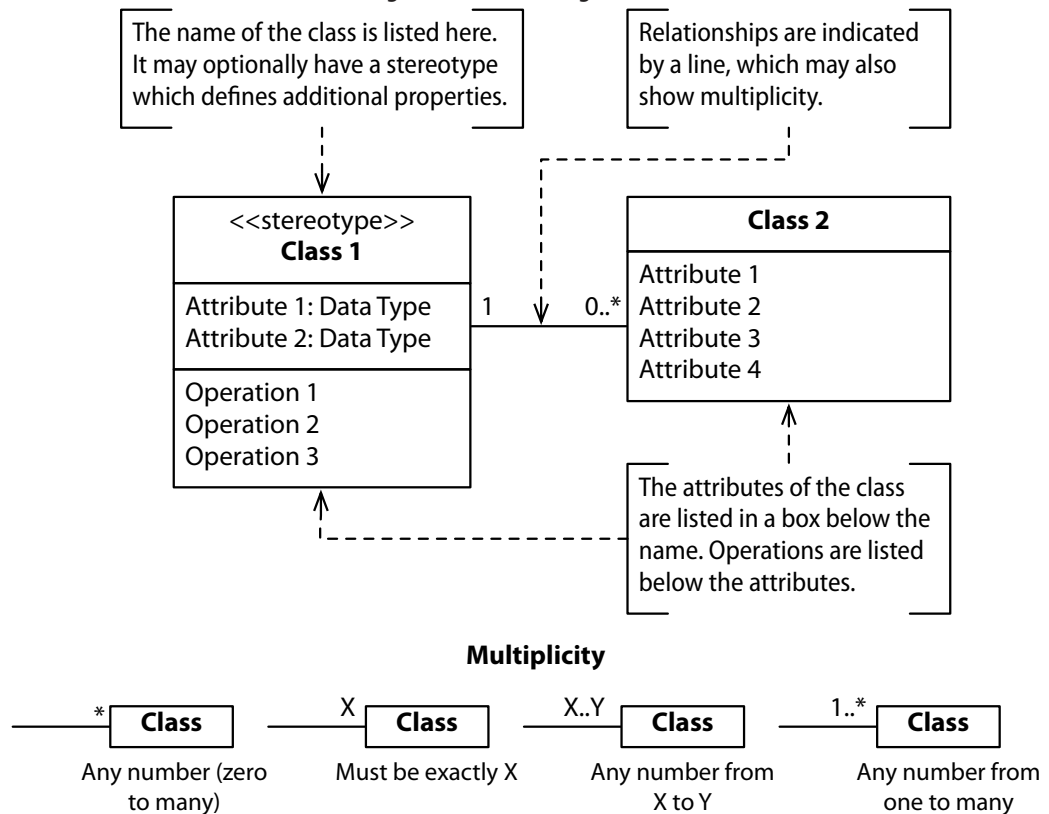 The name of the class is listed here.
It may optionally have a stereotype
which defines additional properties.
Relationships are indicated
by a line, which may also
show multiplicity.
<<stereotype>>
Class 1
Attribute 1: Data Type
Attribute 2: Data Type
Operation 1
Operation 2
Operation 3
1
0..*
Class 2
Attribute 1
Attribute 2
Attribute 3
Attribute 4
The attributes of the class
are listed in a box below the
name. Operations are listed
below the attributes.
Multiplicity
* Class
Any number (zero
to many)
X Class
Must be exactly X
X..Y Class
Any number from
X to Y
1..* Class
Any number from
one to many